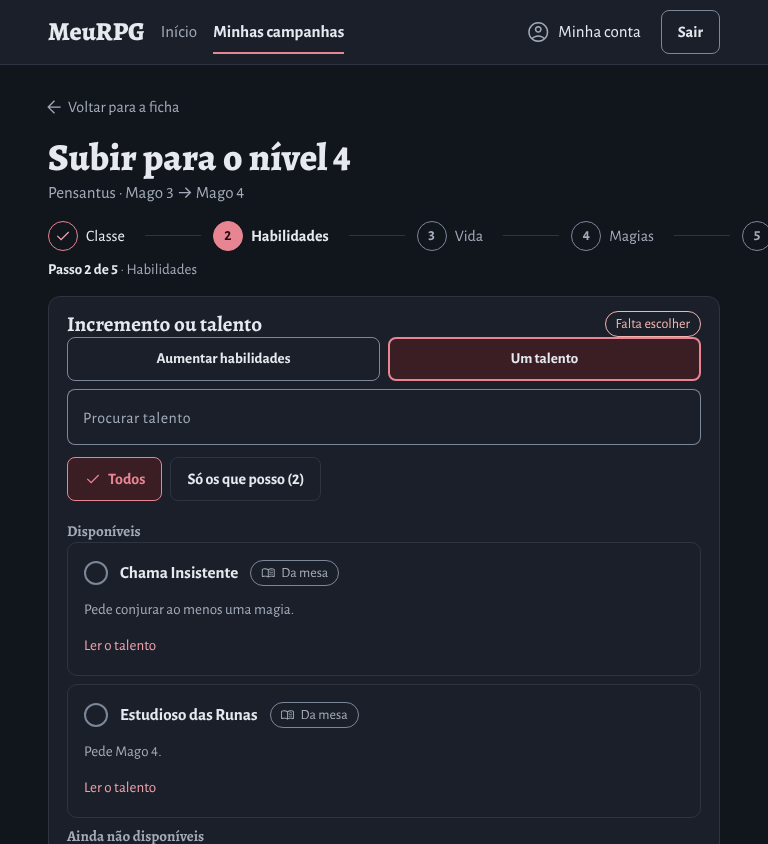 MeuRPG Início Minhas campanhas Minha conta Sair
Voltar para a ficha
Subir para o nível 4
Pensantus · Mago 3 → Mago 4
Classe 2 Habilidades 3 Vida 4 Magias 5
Passo 2 de 5 · Habilidades
Incremento ou talento Falta escolher
Aumentar habilidades Um talento
Procurar talento
Todos Só os que posso (2)
Disponíveis
Chama Insistente Da mesa
Pede conjurar ao menos uma magia.
Ler o talento
Estudioso das Runas Da mesa
Pede Mago 4.
Ler o talento
Ainda não disponíveis